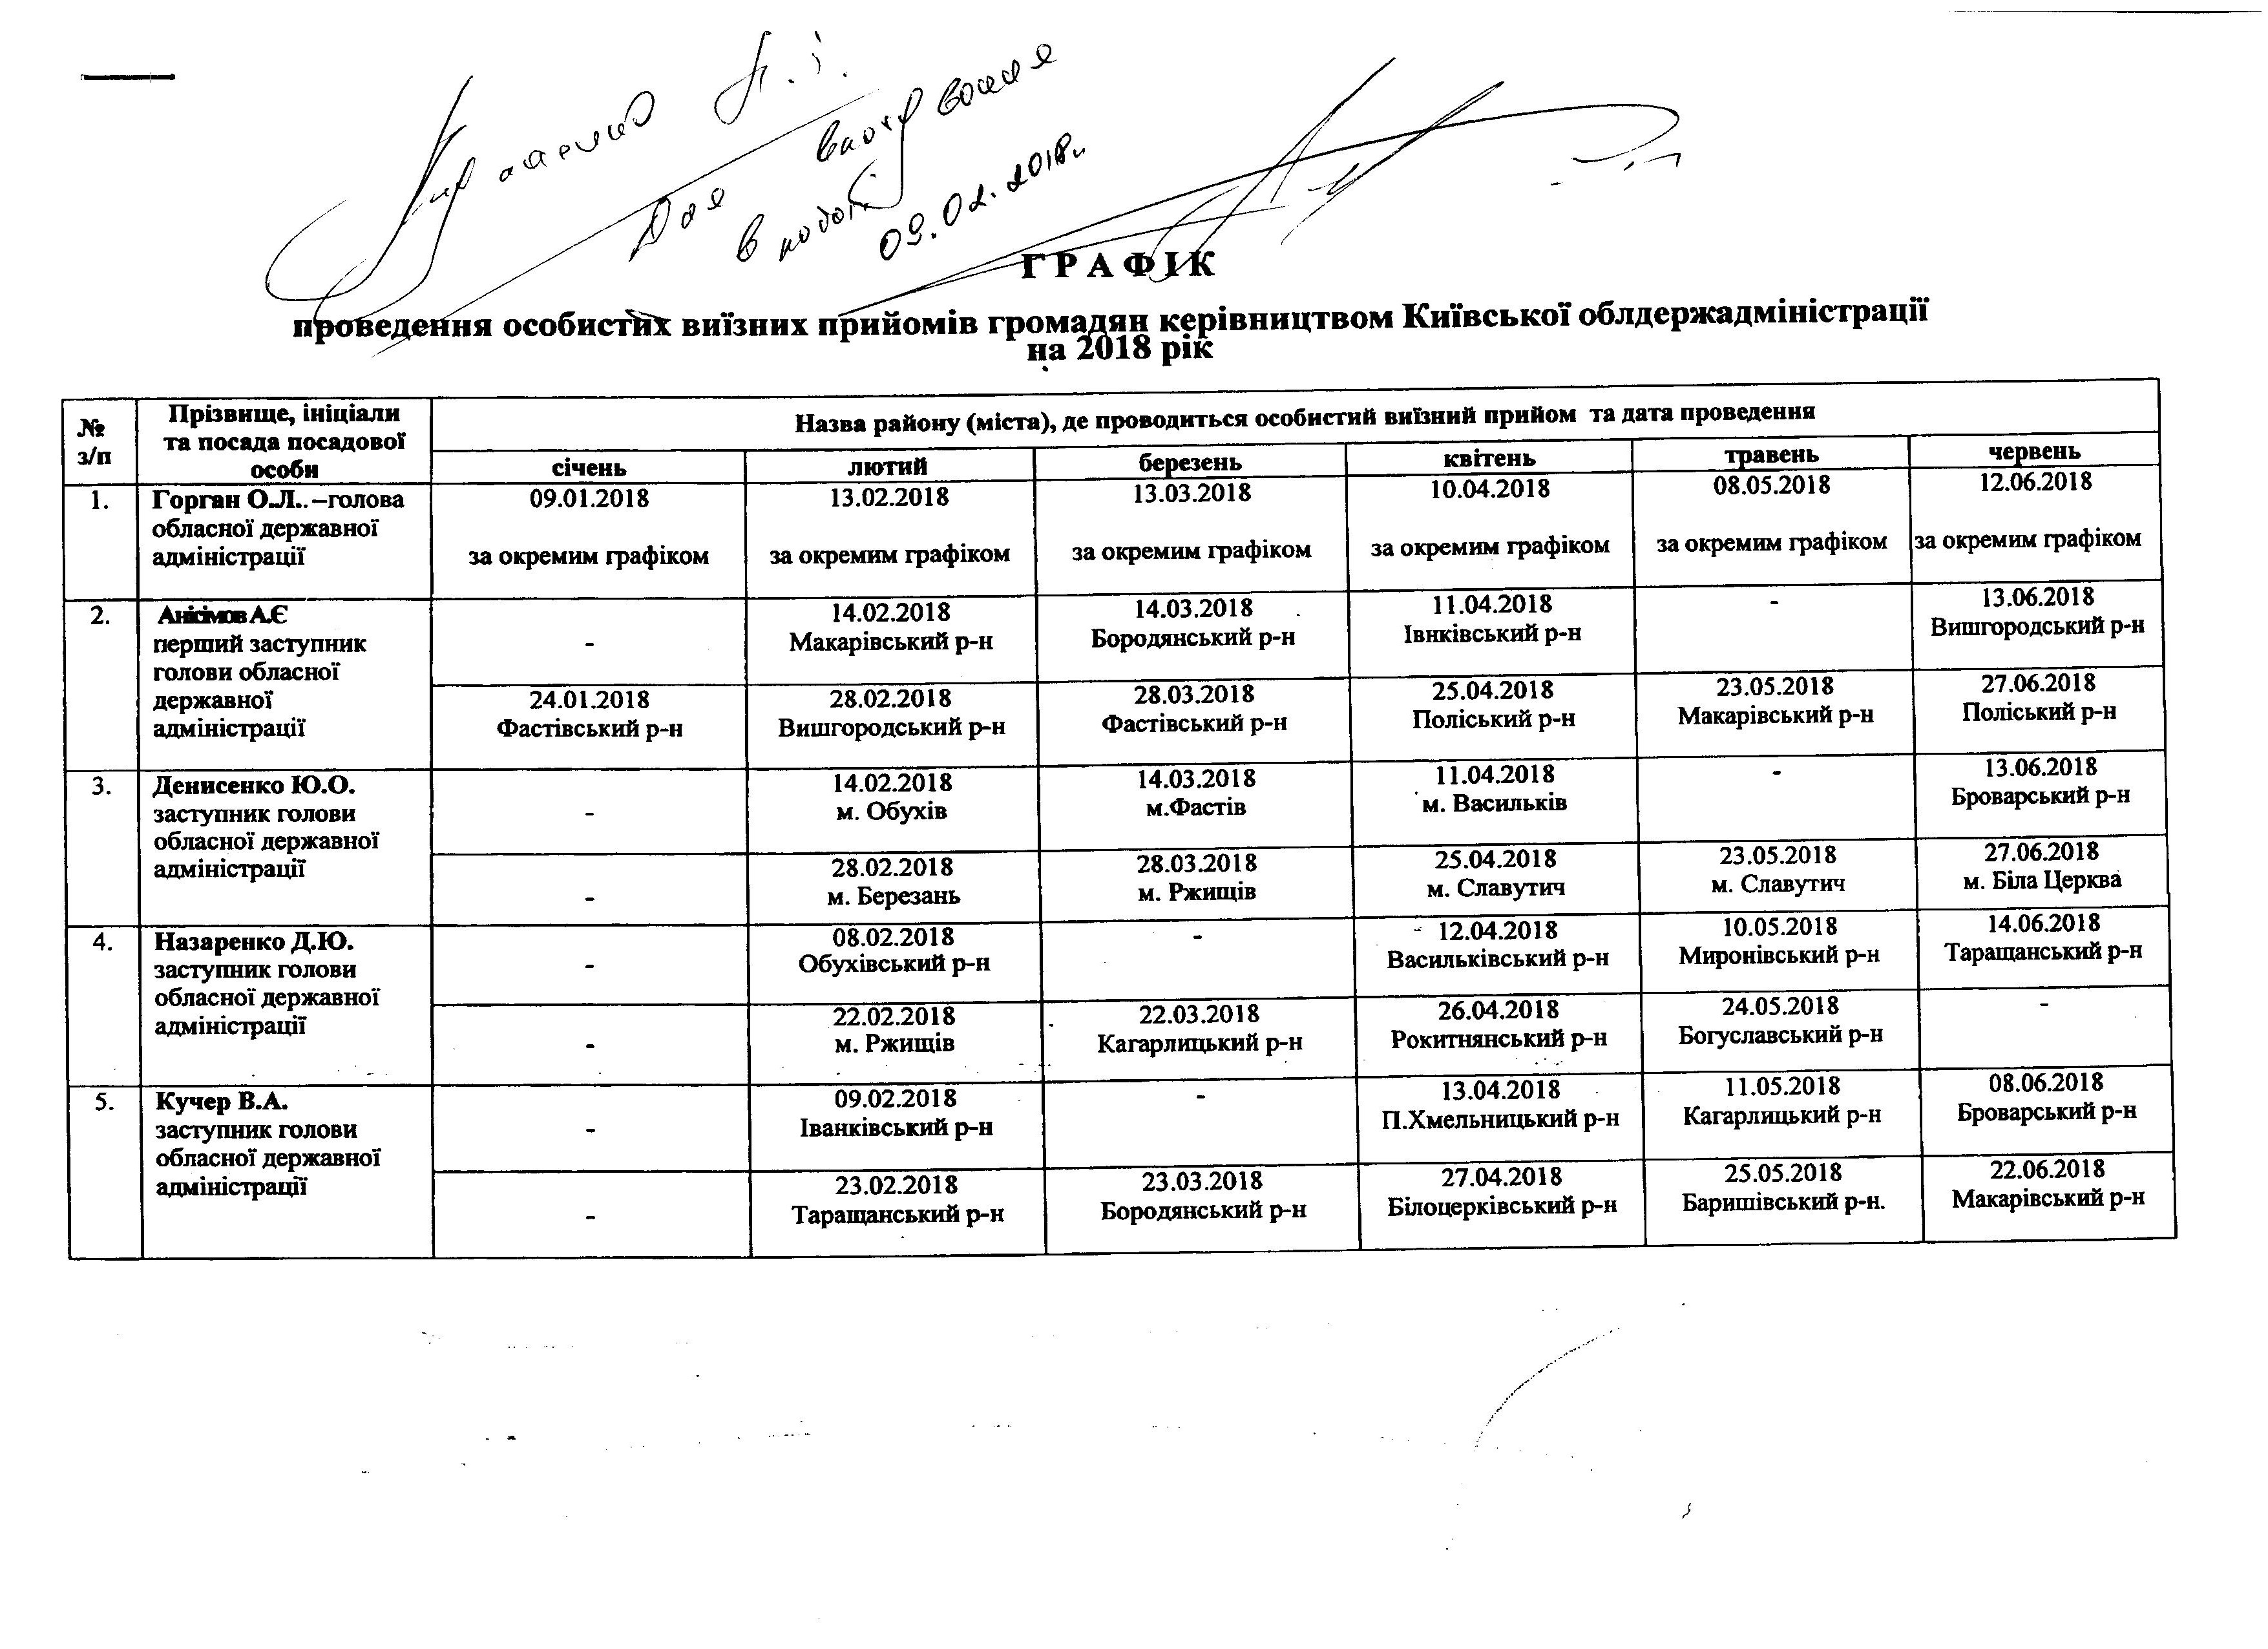 Для
в роботі
09.02.2018р.
ГРАФІК
проведення особистих виїзних прийомів громадян керівництвом Київської облдержадміністрації
на 2018 рік
№ з/п | Прізвище, ініціали та посада посадової особи | Назва району (міста), де проводиться особистий виїзний прийом та дата проведення
січень | лютий | березень | квітень | травень | червень
1. | Горган О.Л.. –голова | 09.01.2018 | 13.02.2018 | 13.03.2018 | 10.04.2018 | 08.05.2018 | 12.06.2018
обласної державної
адміністрації | за окремим графіком | за окремим графіком | за окремим графіком | за окремим графіком | за окремим графіком | за окремим графіком
2. | Анісімов А.Є | - | 14.02.2018 | 14.03.2018 | 11.04.2018 | - | 13.06.2018
перший заступник | Макарівський р-н | Бородянський р-н | Івнківський р-н | Вишгородський р-н
голови обласної
державної | 24.01.2018 | 28.02.2018 | 28.03.2018 | 25.04.2018 | 23.05.2018 | 27.06.2018
адміністрації | Фастівський р-н | Вишгородський р-н | Фастівський р-н | Поліський р-н | Макарівський р-н | Поліський р-н
3. | Денисенко Ю.О. | - | 14.02.2018 | 14.03.2018 | 11.04.2018 | - | 13.06.2018
заступник голови | м. Обухів | м.Фастів | м. Васильків | Броварський р-н
обласної державної
адміністрації | - | 28.02.2018 | 28.03.2018 | 25.04.2018 | 23.05.2018 | 27.06.2018
м. Березань | м. Ржищів | м. Славутич | м. Славутич | м. Біла Церква
4. | Назаренко Д.Ю. | - | 08.02.2018 | - | 12.04.2018 | 10.05.2018 | 14.06.2018
заступник голови | Обухівський р-н | Васильківський р-н | Миронівський р-н | Таращанський р-н
обласної державної | - | 22.02.2018 | 22.03.2018 | 26.04.2018 | 24.05.2018 | -
адміністрації | м. Ржищів | Кагарлицький р-н | Рокитнянський р-н | Богуславський р-н
5. | Кучер В.А. | - | 09.02.2018 | - | 13.04.2018 | 11.05.2018 | 08.06.2018
заступник голови | Іванківський р-н | П.Хмельницький р-н | Кагарлицький р-н | Броварський р-н
обласної державної
адміністрації | - | 23.02.2018 | 23.03.2018 | 27.04.2018 | 25.05.2018 | 22.06.2018
Таращанський р-н | Бородянський р-н | Білоцерківський р-н | Баришівський р-н. | Макарівський р-н